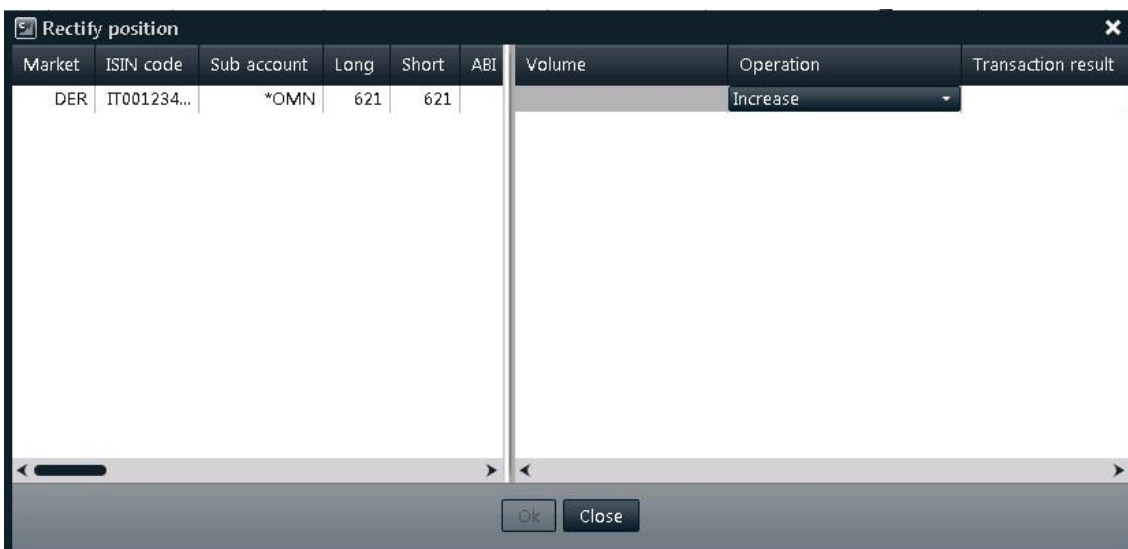 Rectify position
Market ISIN code Sub account Long Short ABI Volume Operation Transaction result
DER IT001234... *OMN 621 621 Increase
Ok Close